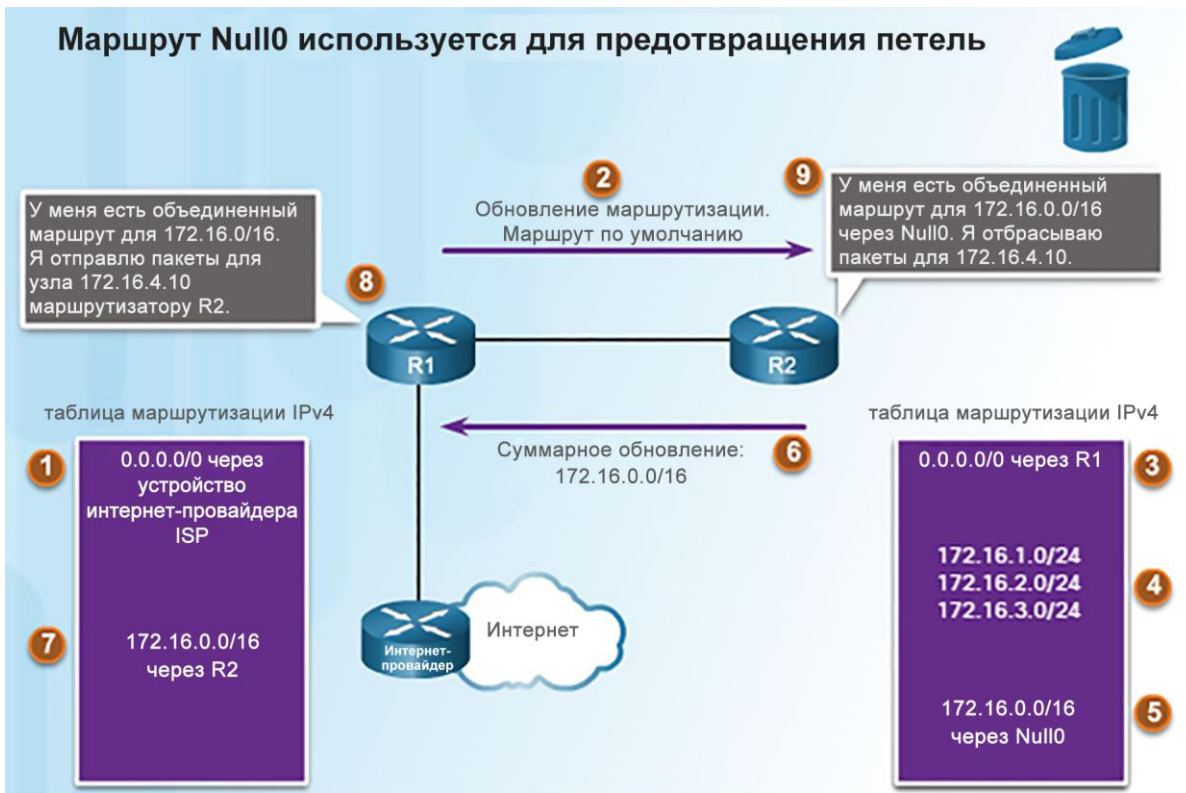 Маршрут Null0 используется для предотвращения петель
2
Обновление маршрутизации.
Маршрут по умолчанию
9
У меня есть объединенный
маршрут для 172.16.0.0/16
через Null0. Я отбрасываю
пакеты для 172.16.4.10.
У меня есть объединенный
маршрут для 172.16.0/16.
Я отправлю пакеты для
узла 172.16.4.10
маршрутизатору R2.
8
R1
R2
таблица маршрутизации IPv4
1
0.0.0.0/0 через
устройство
интернет-провайдера
ISP
7
172.16.0.0/16
через R2
Суммарное обновление:
172.16.0.0/16
6
Интернет-
провайдер
Интернет
таблица маршрутизации IPv4
0.0.0.0/0 через R1
3
172.16.1.0/24
172.16.2.0/24
172.16.3.0/24
4
172.16.0.0/16
через Null0
5